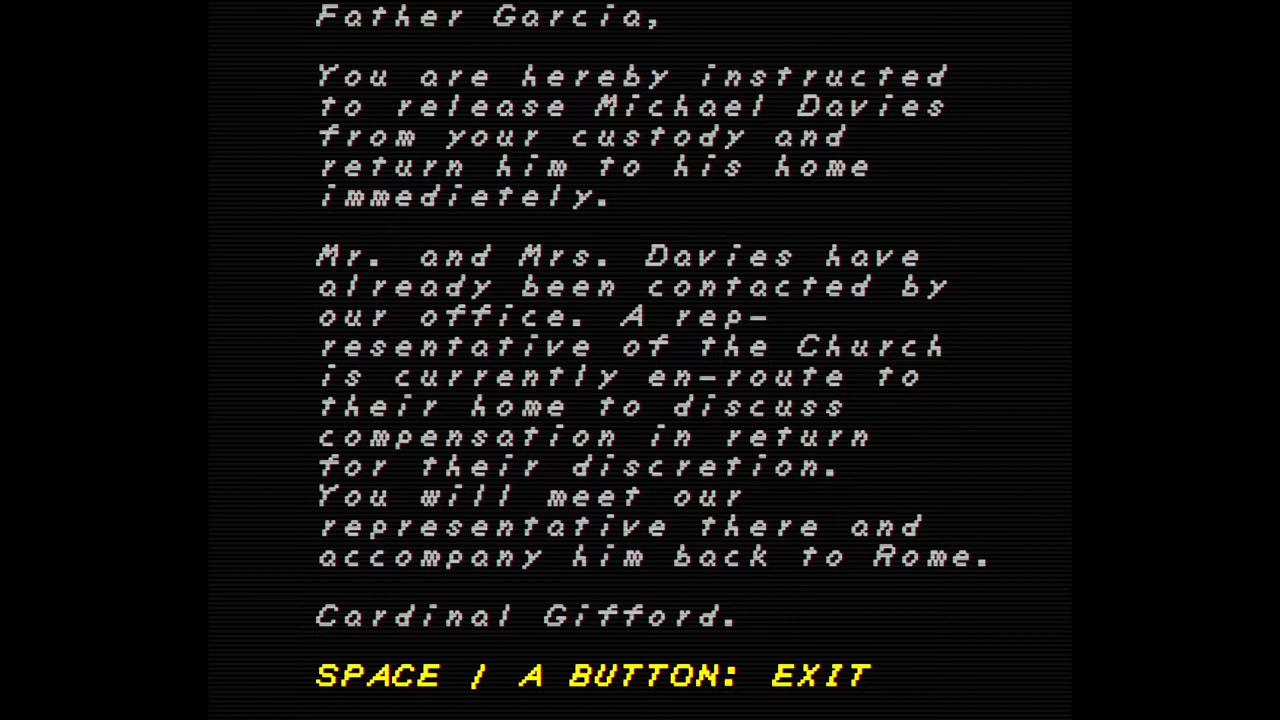 Father Garcia,
You are hereby instructed
to release Michael Davies
from your custody and
return him to his home
immedietely.
Mr. and Mrs. Davies have
already been contacted by
our office. A rep-
resentative of the Church
is currently en-route to
their home to discuss
compensation in return
for their discretion.
You will meet our
representative there and
accompany him back to Rome.
Cardinal Gifford.
SPACE / A BUTTON: EXIT